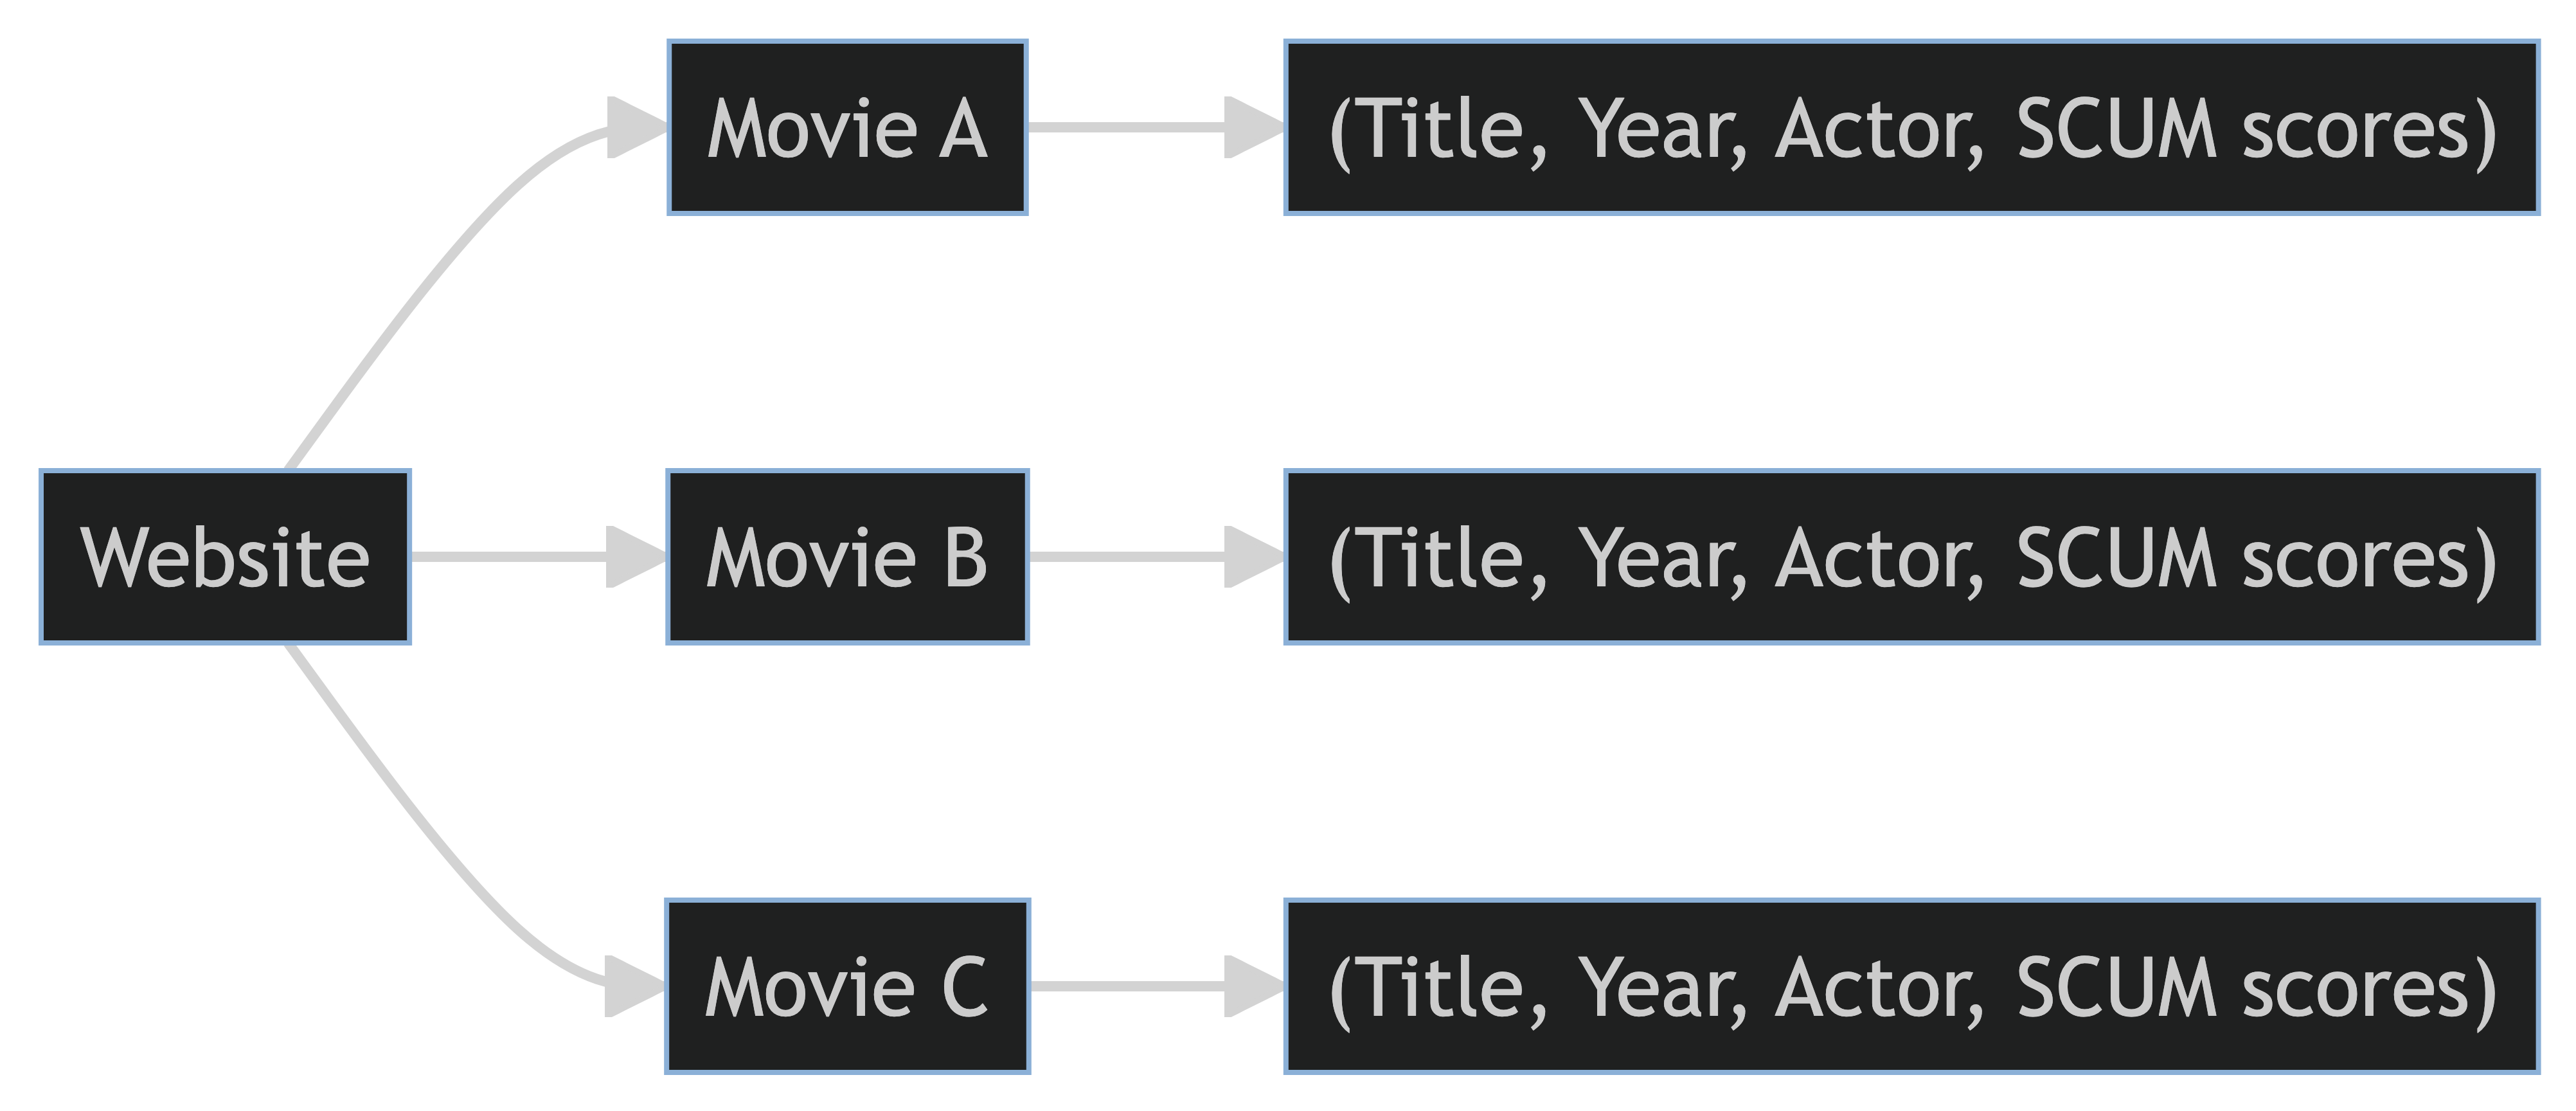 Movie A
(Title, Year, Actor, SCUM scores)
Website
Movie B
(Title, Year, Actor, SCUM scores)
Movie C
(Title, Year, Actor, SCUM scores)